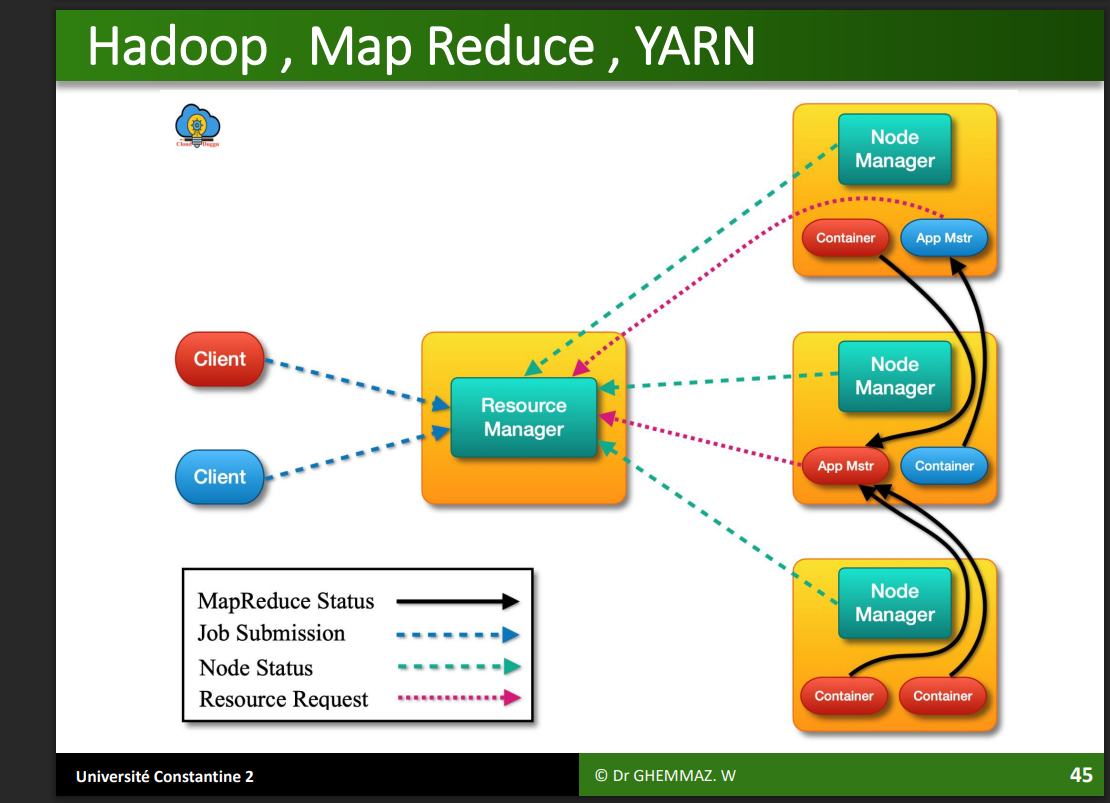 Hadoop , Map Reduce , YARN
Cloud Duggu
Node
Manager
Container
App Mstr
Client
Client
Resource
Manager
Node
Manager
App Mstr
Container
Node
Manager
Container
Container
MapReduce Status
Job Submission
Node Status
Resource Request
Université Constantine 2
© Dr GHEMMAZ. W
45